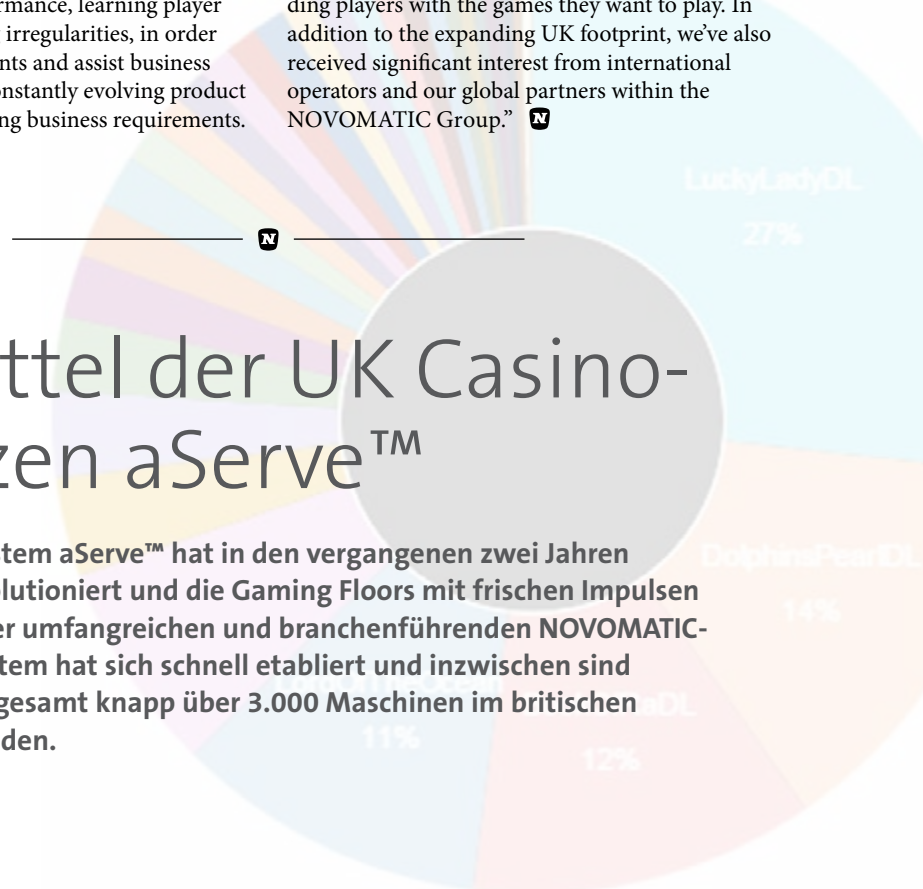 rmance, learning player
irregularities, in order
nts and assist business
onstantly evolving product
ng business requirements.
ding players with the games they want to play. In
addition to the expanding UK footprint, we’ve also
received significant interest from international
operators and our global partners within the
NOVOMATIC Group.” N
N
LuckyLadyDL
27%
ttel der UK Casino-
zen aServe™
stem aServe™ hat in den vergangenen zwei Jahren
olutioniert und die Gaming Floors mit frischen Impulsen
er umfangreichen und branchenführenden NOVOMATIC-
tem hat sich schnell etabliert und inzwischen sind
gesamt knapp über 3.000 Maschinen im britischen
den.
DolphinsPearlDL
14%
11%
12%